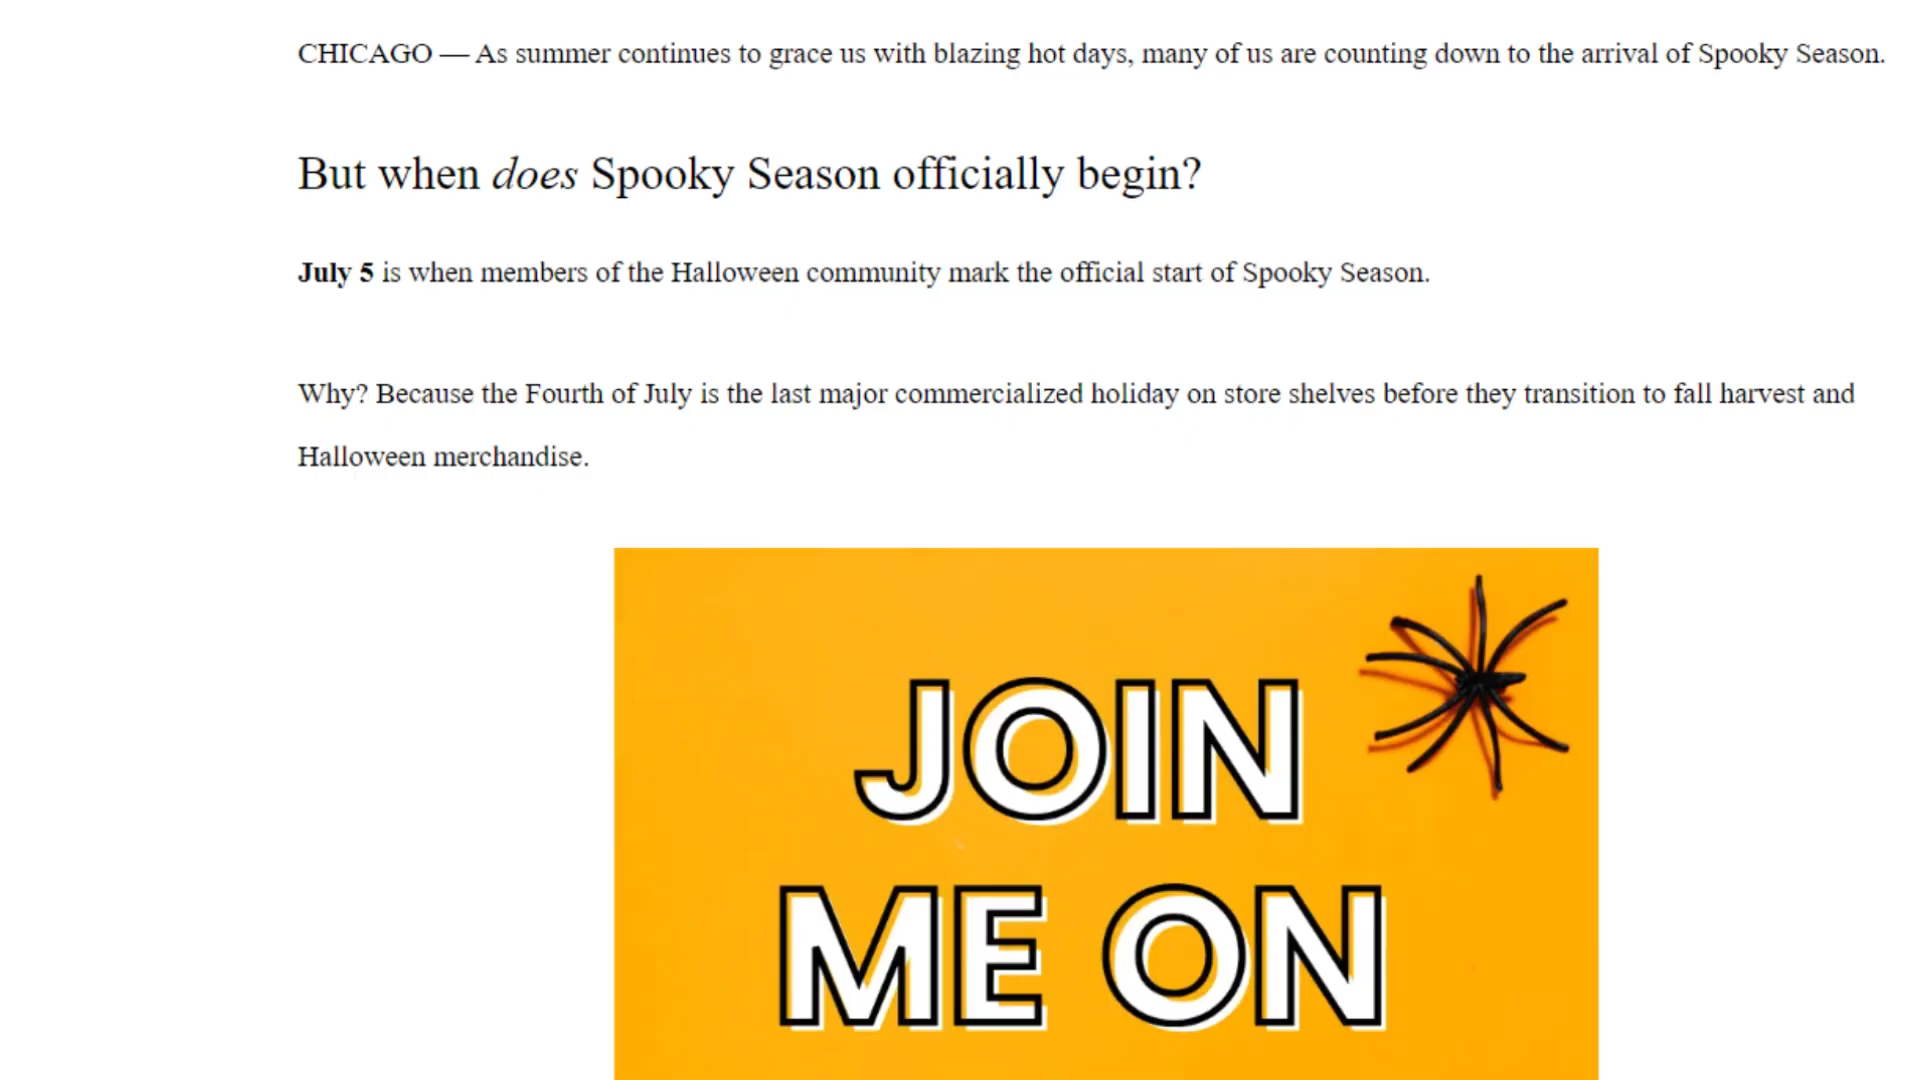 CHICAGO — As summer continues to grace us with blazing hot days, many of us are counting down to the arrival of Spooky Season.
But when does Spooky Season officially begin?
July 5 is when members of the Halloween community mark the official start of Spooky Season.
Why? Because the Fourth of July is the last major commercialized holiday on store shelves before they transition to fall harvest and
Halloween merchandise.
JOIN
ME ON